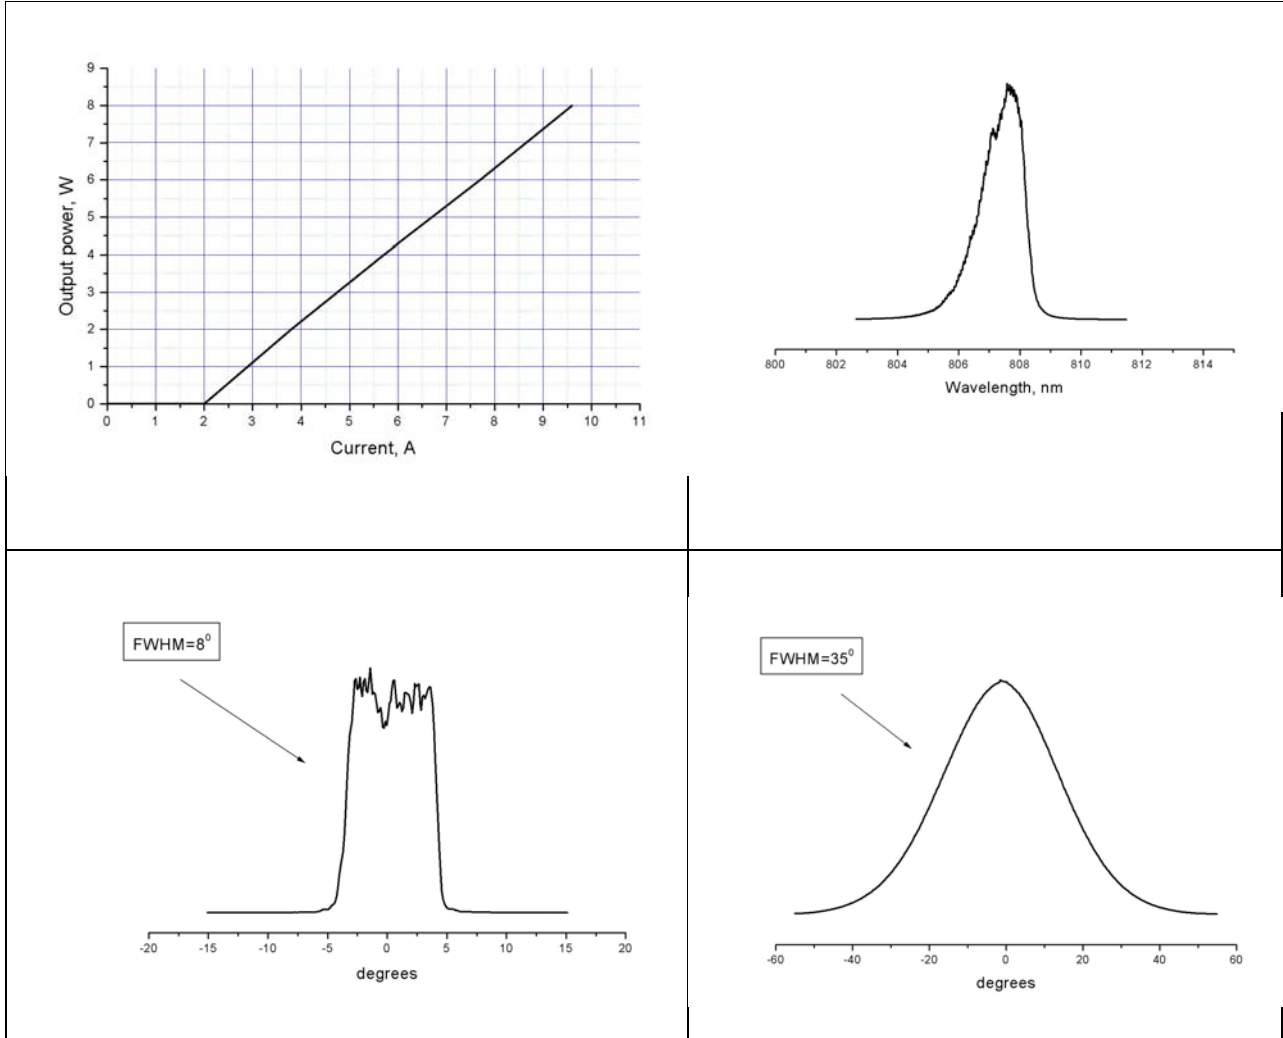 9
8
7
6
5
4
3
2
1
0
Output power, W
0 1 2 3 4 5 6 7 8 9 10 11
Current, A
800 802 804 806 808 810 812 814
Wavelength, nm
FWHM=8⁰
-20 -15 -10 -5 0 5 10 15 20
degrees
FWHM=35⁰
-60 -40 -20 0 20 40 60
degrees